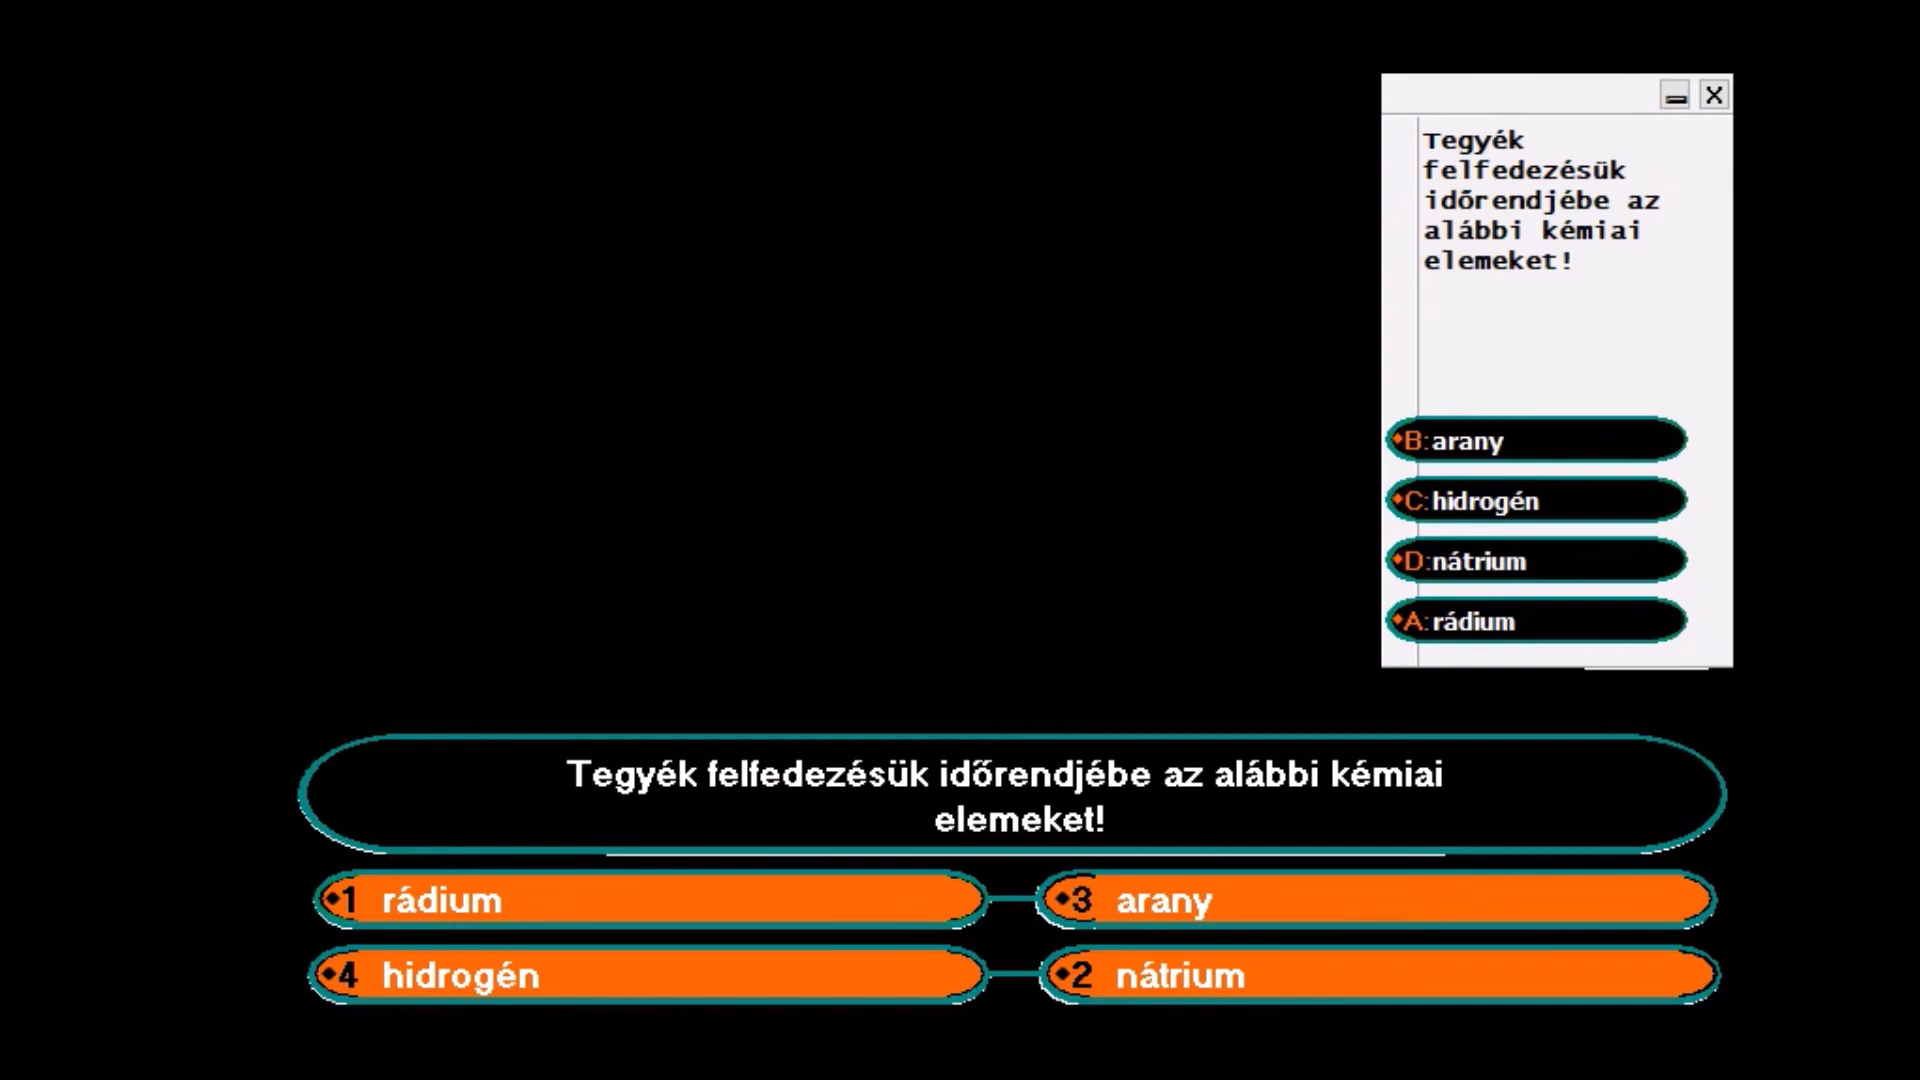 Tegyék
felfedezésük
időrendjébe az
alábbi kémiai
elemeket!
B: arany
C: hidrogén
D: nátrium
A: rádium
Tegyék felfedezésük időrendjébe az alábbi kémiai
elemeket!
1 rádium
3 arany
4 hidrogén
2 nátrium